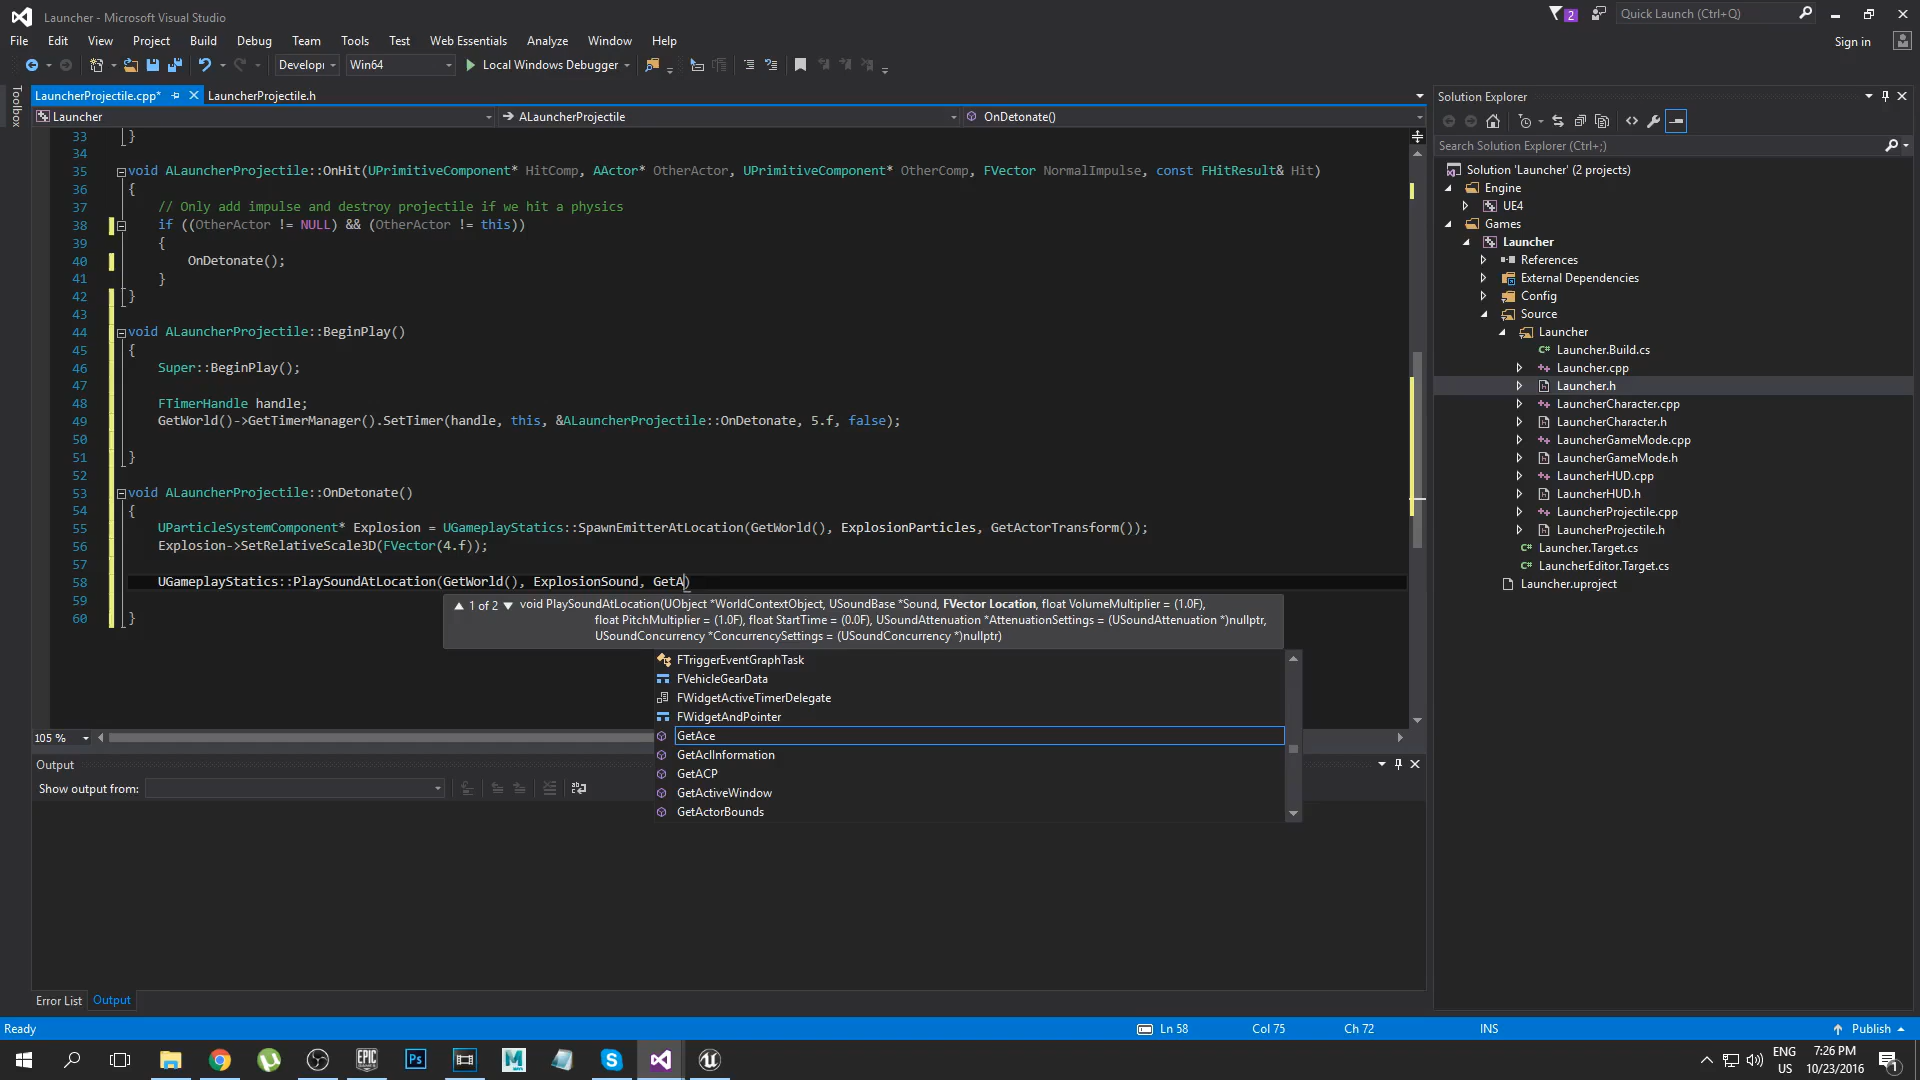 Launcher - Microsoft Visual Studio
2
Quick Launch (Ctrl+Q)
File Edit View Project Build Debug Team Tools Test Web Essentials Analyze Window Help
Sign in
Develop Win64 Local Windows Debugger
Toolbox
LauncherProjectile.cpp* LauncherProjectile.h
Launcher ALauncherProjectile OnDetonate()
33 }
34
35 void ALauncherProjectile::OnHit(UPrimitiveComponent* HitComp, AActor* OtherActor, UPrimitiveComponent* OtherComp, FVector NormalImpulse, const FHitResult& Hit)
36 {
37 // Only add impulse and destroy projectile if we hit a physics
38 if ((OtherActor != NULL) && (OtherActor != this))
39 {
40 OnDetonate();
41 }
42 }
43
44 void ALauncherProjectile::BeginPlay()
45 {
46 Super::BeginPlay();
47
48 FTimerHandle handle;
49 GetWorld()->GetTimerManager().SetTimer(handle, this, &ALauncherProjectile::OnDetonate, 5.f, false);
50
51 }
52
53 void ALauncherProjectile::OnDetonate()
54 {
55 UParticleSystemComponent* Explosion = UGameplayStatics::SpawnEmitterAtLocation(GetWorld(), ExplosionParticles, GetActorTransform());
56 Explosion->SetRelativeScale3D(FVector(4.f));
57
58 UGameplayStatics::PlaySoundAtLocation(GetWorld(), ExplosionSound, GetA)
59
60 }
1 of 2 void PlaySoundAtLocation(UObject *WorldContextObject, USoundBase *Sound, FVector Location, float VolumeMultiplier = (1.0F),
float PitchMultiplier = (1.0F), float StartTime = (0.0F), USoundAttenuation *AttenuationSettings = (USoundAttenuation *)nullptr,
USoundConcurrency *ConcurrencySettings = (USoundConcurrency *)nullptr)
FTriggerEventGraphTask
FVehicleGearData
FWidgetActiveTimerDelegate
FWidgetAndPointer
GetAce
GetAclInformation
GetACP
GetActiveWindow
GetActorBounds
105 %
Output
Show output from:
Error List Output
Solution Explorer
Search Solution Explorer (Ctrl+;)
Solution 'Launcher' (2 projects)
Engine
UE4
Games
Launcher
References
External Dependencies
Config
Source
Launcher
Launcher.Build.cs
Launcher.cpp
Launcher.h
LauncherCharacter.cpp
LauncherCharacter.h
LauncherGameMode.cpp
LauncherGameMode.h
LauncherHUD.cpp
LauncherHUD.h
LauncherProjectile.cpp
LauncherProjectile.h
Launcher.Target.cs
LauncherEditor.Target.cs
Launcher.uproject
Ready Ln 58 Col 75 Ch 72 INS Publish
EPIC Ps
ENG
US
7:26 PM
10/23/2016
1